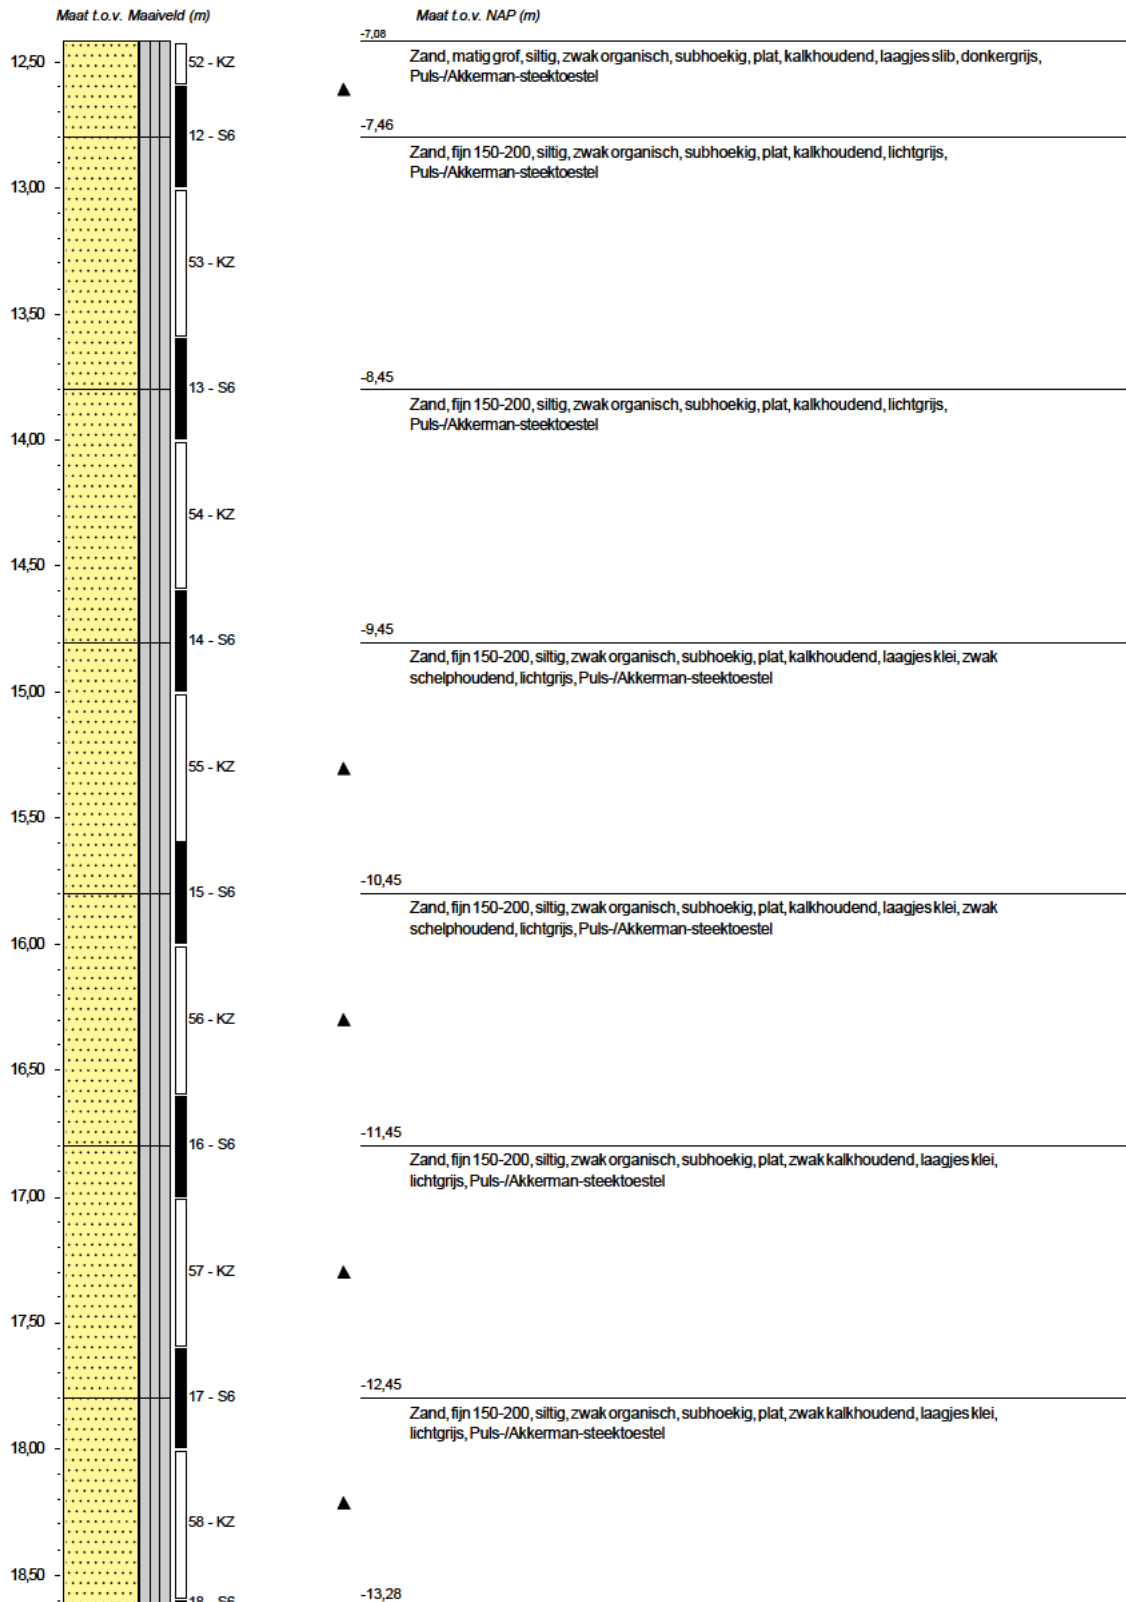 Maat t.o.v. Maaiveld (m)
Maat t.o.v. NAP (m)
-7,08
12,50
52 - KZ
Zand, matig grof, siltig, zwak organisch, subhoekig, plat, kalkhoudend, laagjes slib, donkergrijs,
Puls-/Akkerman-steektoestel
-7,46
12 - S6
Zand, fijn 150-200, siltig, zwak organisch, subhoekig, plat, kalkhoudend, lichtgrijs,
Puls-/Akkerman-steektoestel
13,00
53 - KZ
13,50
-8,45
13 - S6
Zand, fijn 150-200, siltig, zwak organisch, subhoekig, plat, kalkhoudend, lichtgrijs,
Puls-/Akkerman-steektoestel
14,00
54 - KZ
14,50
-9,45
14 - S6
Zand, fijn 150-200, siltig, zwak organisch, subhoekig, plat, kalkhoudend, laagjes klei, zwak
schelphoudend, lichtgrijs, Puls-/Akkerman-steektoestel
15,00
55 - KZ
15,50
-10,45
15 - S6
Zand, fijn 150-200, siltig, zwak organisch, subhoekig, plat, kalkhoudend, laagjes klei, zwak
schelphoudend, lichtgrijs, Puls-/Akkerman-steektoestel
16,00
56 - KZ
16,50
-11,45
16 - S6
Zand, fijn 150-200, siltig, zwak organisch, subhoekig, plat, zwak kalkhoudend, laagjes klei,
lichtgrijs, Puls-/Akkerman-steektoestel
17,00
57 - KZ
17,50
-12,45
17 - S6
Zand, fijn 150-200, siltig, zwak organisch, subhoekig, plat, zwak kalkhoudend, laagjes klei,
lichtgrijs, Puls-/Akkerman-steektoestel
18,00
58 - KZ
18,50
-13,28
18 - S6